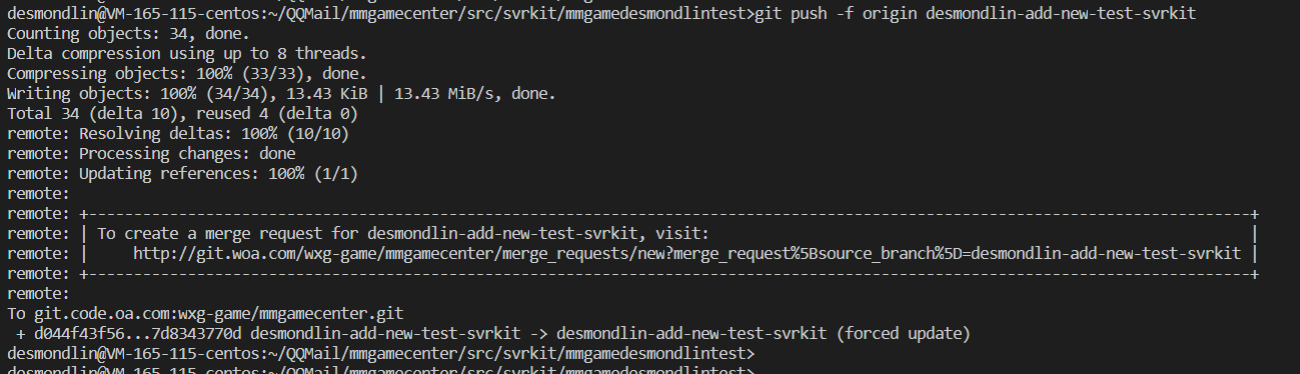 desmondlin@VM-165-115-centos:~/QQMail/mmgamecenter/src/svrkit/mmgamedesmondlintest>git push -f origin desmondlin-add-new-test-svrkit
Counting objects: 34, done.
Delta compression using up to 8 threads.
Compressing objects: 100% (33/33), done.
Writing objects: 100% (34/34), 13.43 KiB | 13.43 MiB/s, done.
Total 34 (delta 10), reused 4 (delta 0)
remote: Resolving deltas: 100% (10/10)
remote: Processing changes: done
remote: Updating references: 100% (1/1)
remote:
remote: +---------------------------------------------------------------------------------------------------------------------------------+
remote: | To create a merge request for desmondlin-add-new-test-svrkit, visit: |
remote: |     http://git.woa.com/wxg-game/mmgamecenter/merge_requests/new?merge_request%5Bsource_branch%5D=desmondlin-add-new-test-svrkit |
remote: +---------------------------------------------------------------------------------------------------------------------------------+
remote:
To git.code.oa.com:wxg-game/mmgamecenter.git
 + d044f43f56...7d8343770d desmondlin-add-new-test-svrkit -> desmondlin-add-new-test-svrkit (forced update)
desmondlin@VM-165-115-centos:~/QQMail/mmgamecenter/src/svrkit/mmgamedesmondlintest>
desmondlin@VM-165-115-centos:~/QQMail/mmgamecenter/src/svrkit/mmgamedesmondlintest>